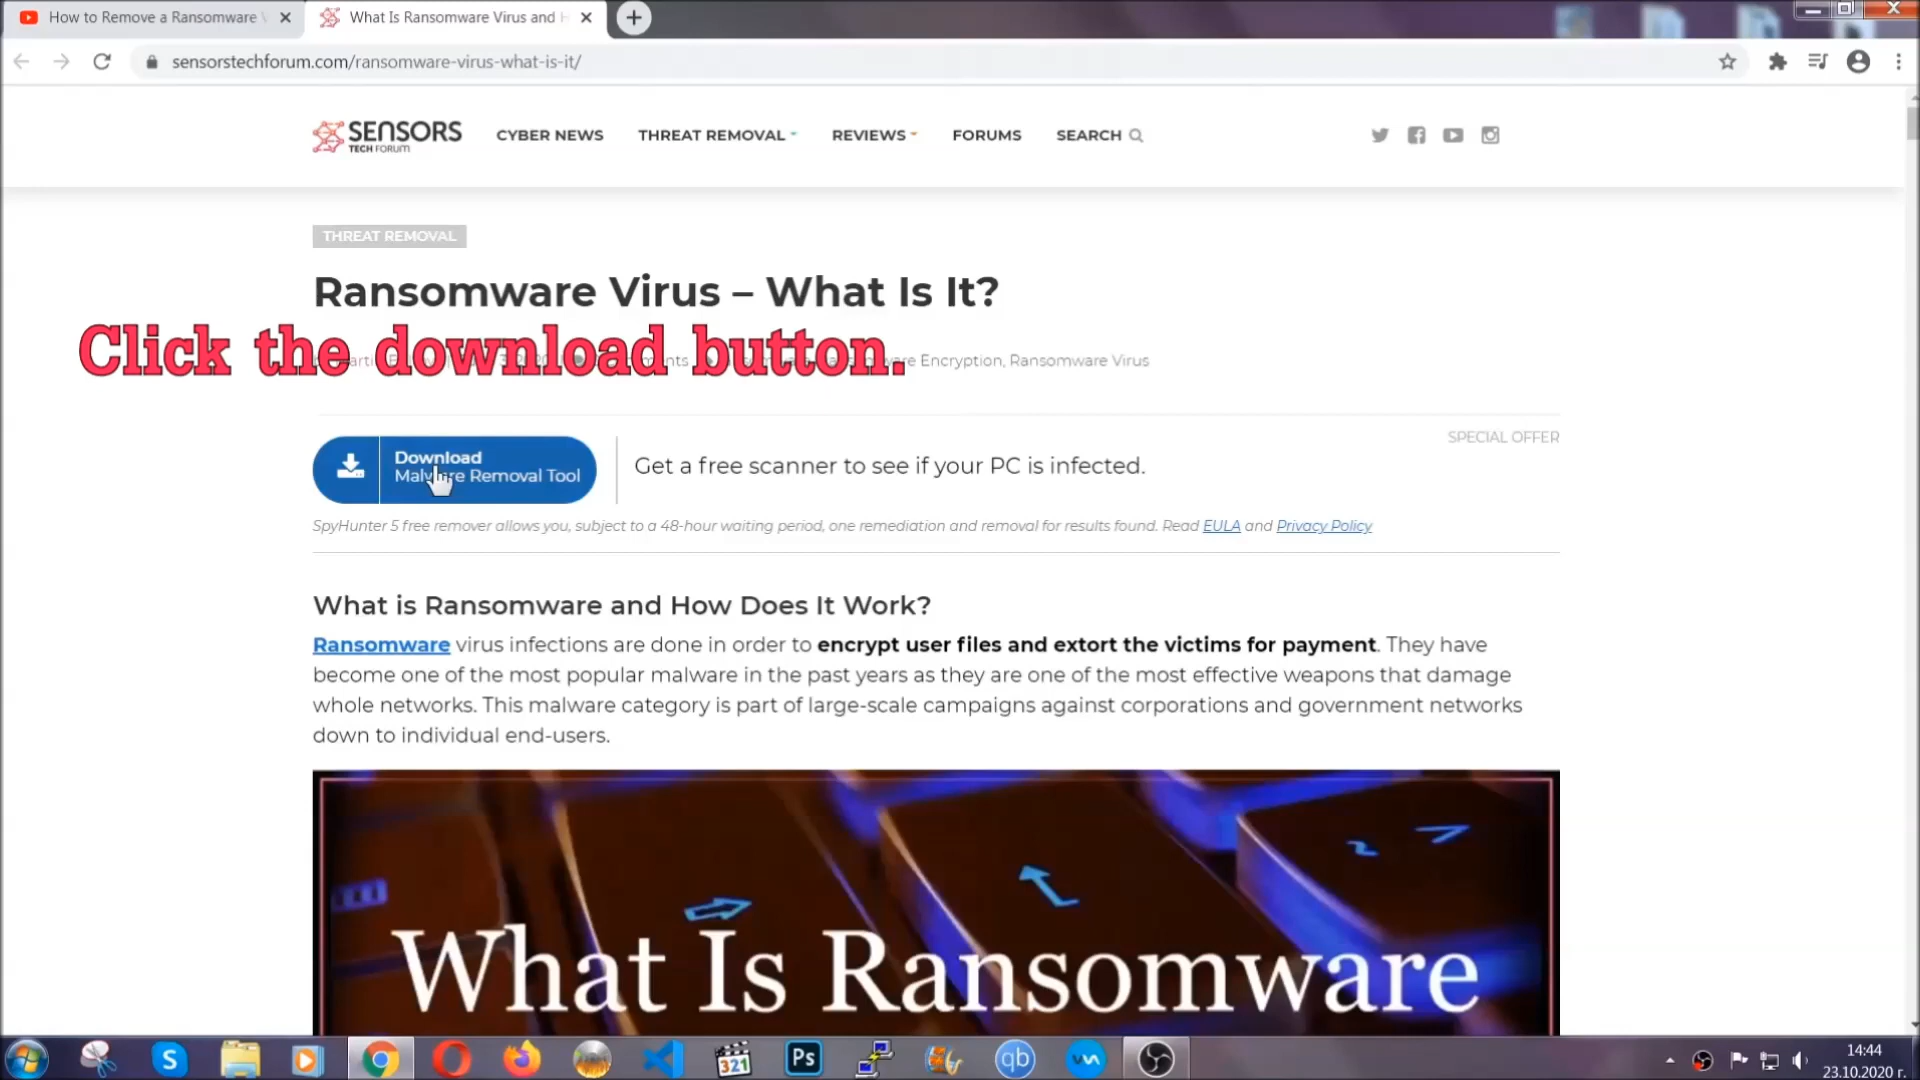 How to Remove a Ransomware V
What Is Ransomware Virus and H
sensorstechforum.com/ransomware-virus-what-is-it/
SENSORS
TECH FORUM
CYBER NEWS
THREAT REMOVAL
REVIEWS
FORUMS
SEARCH
THREAT REMOVAL
Ransomware Virus – What Is It?
Click the download button.
Encryption, Ransomware Virus
SPECIAL OFFER
Download
Malware Removal Tool
Get a free scanner to see if your PC is infected.
SpyHunter 5 free remover allows you, subject to a 48-hour waiting period, one remediation and removal for results found. Read EULA and Privacy Policy
What is Ransomware and How Does It Work?
Ransomware virus infections are done in order to encrypt user files and extort the victims for payment. They have
become one of the most popular malware in the past years as they are one of the most effective weapons that damage
whole networks. This malware category is part of large-scale campaigns against corporations and government networks
down to individual end-users.
What Is Ransomware
S
321
Ps
qb
14:44
23.10.2020 г.